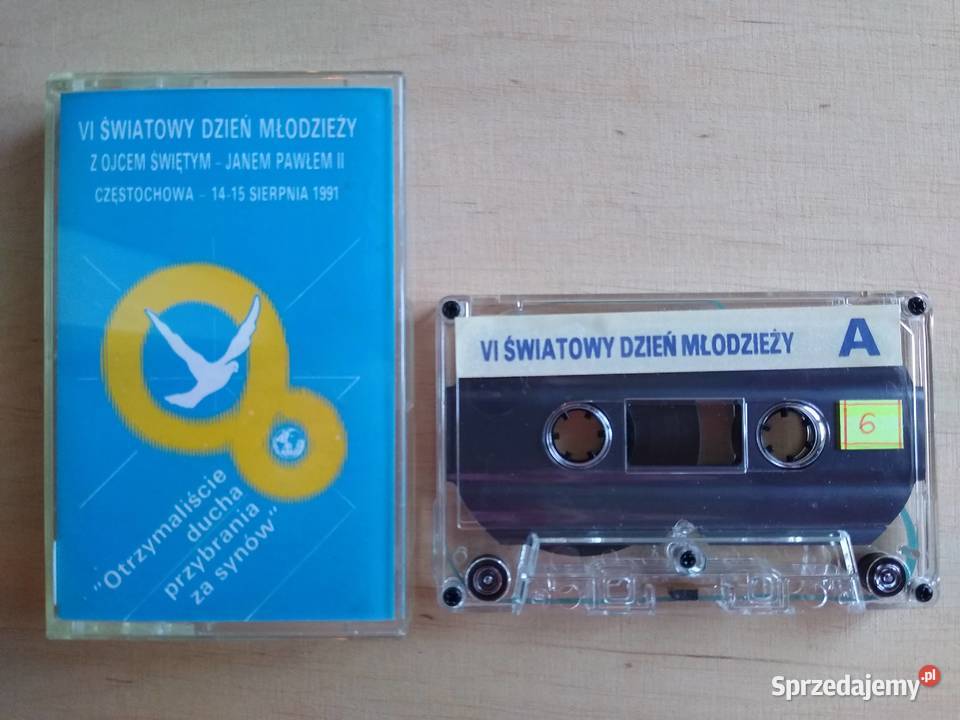 VI ŚWIATOWY DZIEŃ MŁODZIEŻY
Z OJCEM ŚWIĘTYM - JANEM PAWŁEM II
CZĘSTOCHOWA - 14-15 SIERPNIA 1991
"Otrzymaliście
ducha
przybrania
za synów"
VI ŚWIATOWY DZIEŃ MŁODZIEŻY A
6
Sprzedajemy.pl